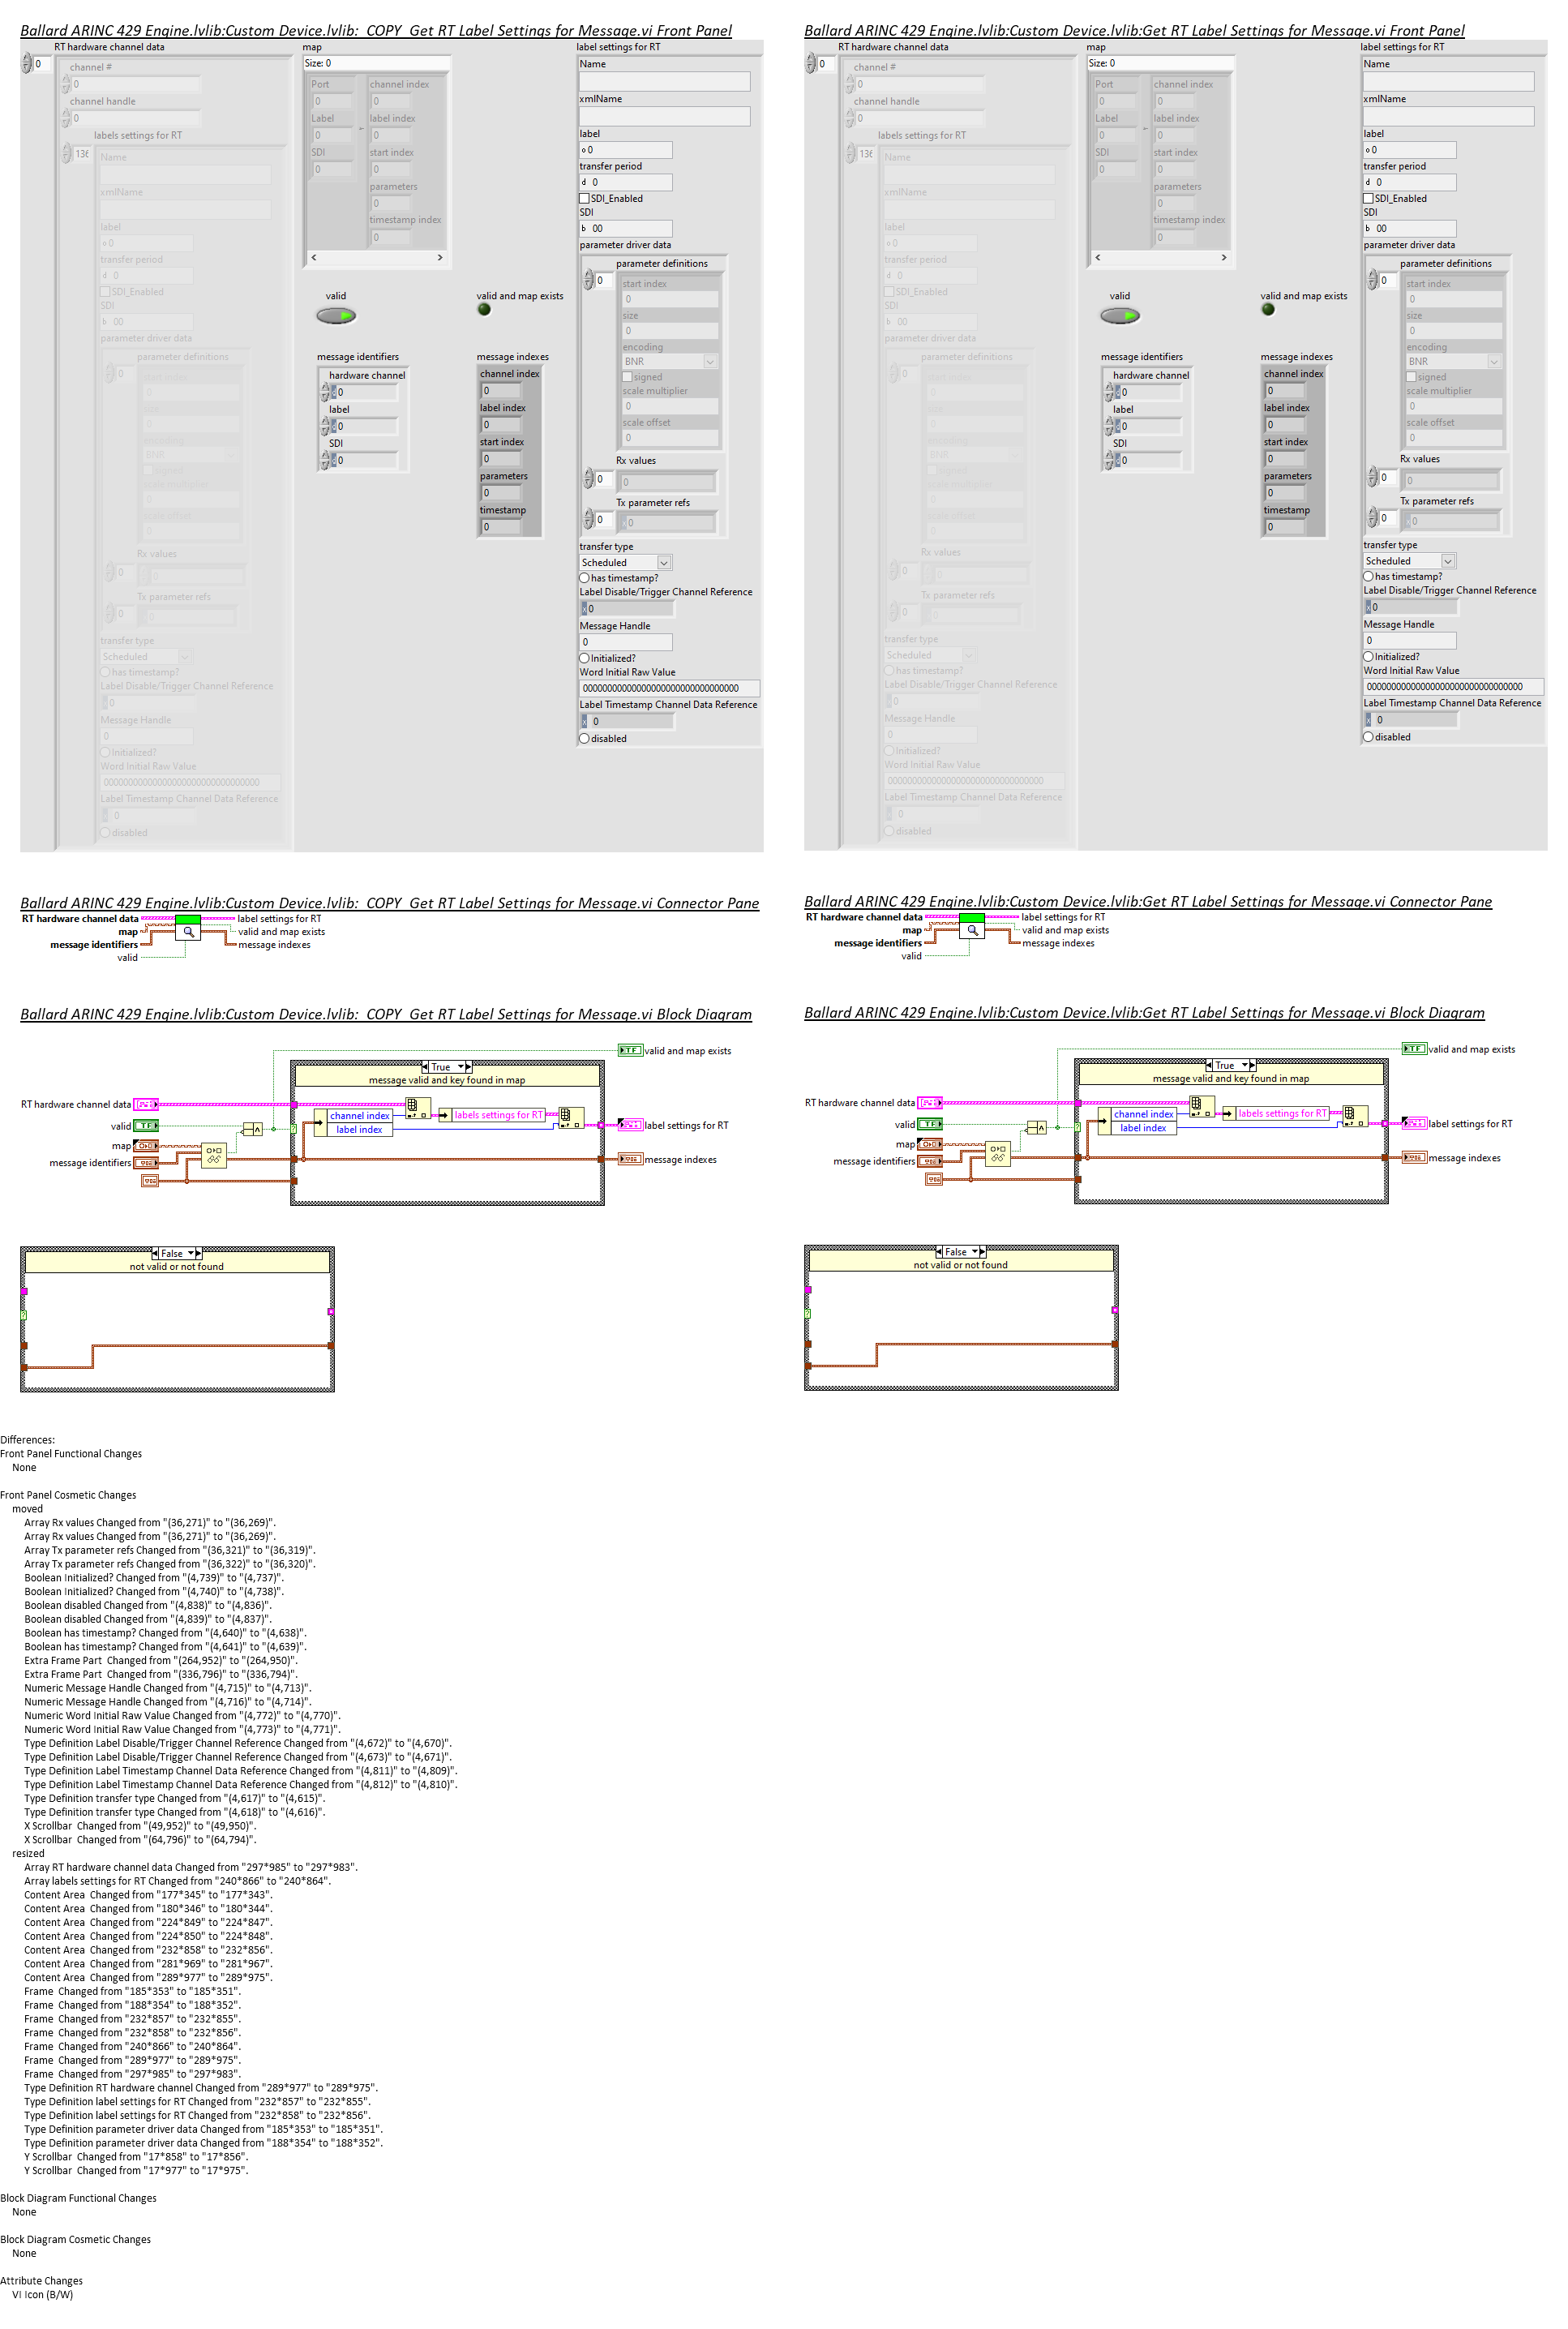 Ballard ARINC 429 Engine.lvlib:Custom Device.lvlib:_COPY_Get RT Label Settings for Message.vi Front Panel
RT hardware channel data
map
label settings for RT
0
channel #
0
channel handle
0
labels settings for RT
136
Name
xmlName
label
0
transfer period
d 0
SDI_Enabled
SDI
b 00
parameter driver data
parameter definitions
0
start index
0
size
0
encoding
BNR
signed
scale multiplier
0
scale offset
0
Rx values
0
0
Tx parameter refs
0
0
transfer type
Scheduled
has timestamp?
Label Disable/Trigger Channel Reference
0
Message Handle
0
Initialized?
Word Initial Raw Value
00000000000000000000000000000000
Label Timestamp Channel Data Reference
0
disabled
Size: 0
Port
0
Label
0
SDI
0
channel index
0
label index
0
start index
0
parameters
0
timestamp index
0
valid
valid and map exists
message identifiers
hardware channel
0
label
0
SDI
0
message indexes
channel index
0
label index
0
start index
0
parameters
0
timestamp
0
Name
xmlName
label
o 0
transfer period
d 0
SDI_Enabled
SDI
b 00
parameter driver data
parameter definitions
0
start index
0
size
0
encoding
BNR
signed
scale multiplier
0
scale offset
0
Rx values
0
0
Tx parameter refs
0
x 0
transfer type
Scheduled
has timestamp?
Label Disable/Trigger Channel Reference
x 0
Message Handle
0
Initialized?
Word Initial Raw Value
00000000000000000000000000000000
Label Timestamp Channel Data Reference
x 0
disabled
Ballard ARINC 429 Engine.lvlib:Custom Device.lvlib:Get RT Label Settings for Message.vi Front Panel
RT hardware channel data
map
label settings for RT
0
channel #
0
channel handle
0
labels settings for RT
136
Name
xmlName
label
0
transfer period
d 0
SDI_Enabled
SDI
b 00
parameter driver data
parameter definitions
0
start index
0
size
0
encoding
BNR
signed
scale multiplier
0
scale offset
0
Rx values
0
0
Tx parameter refs
0
0
transfer type
Scheduled
has timestamp?
Label Disable/Trigger Channel Reference
0
Message Handle
0
Initialized?
Word Initial Raw Value
00000000000000000000000000000000
Label Timestamp Channel Data Reference
0
disabled
Size: 0
Port
0
Label
0
SDI
0
channel index
0
label index
0
start index
0
parameters
0
timestamp index
0
valid
valid and map exists
message identifiers
hardware channel
0
label
0
SDI
0
message indexes
channel index
0
label index
0
start index
0
parameters
0
timestamp
0
Name
xmlName
label
o 0
transfer period
d 0
SDI_Enabled
SDI
b 00
parameter driver data
parameter definitions
0
start index
0
size
0
encoding
BNR
signed
scale multiplier
0
scale offset
0
Rx values
0
0
Tx parameter refs
0
x 0
transfer type
Scheduled
has timestamp?
Label Disable/Trigger Channel Reference
x 0
Message Handle
0
Initialized?
Word Initial Raw Value
00000000000000000000000000000000
Label Timestamp Channel Data Reference
x 0
disabled
Ballard ARINC 429 Engine.lvlib:Custom Device.lvlib:_COPY_Get RT Label Settings for Message.vi Connector Pane
RT hardware channel data
map
message identifiers
valid
label settings for RT
valid and map exists
message indexes
Ballard ARINC 429 Engine.lvlib:Custom Device.lvlib:Get RT Label Settings for Message.vi Connector Pane
RT hardware channel data
map
message identifiers
valid
label settings for RT
valid and map exists
message indexes
Ballard ARINC 429 Engine.lvlib:Custom Device.lvlib:_COPY_Get RT Label Settings for Message.vi Block Diagram
TF valid and map exists
True
message valid and key found in map
RT hardware channel data
valid TF
map
message identifiers
channel index
label index
labels settings for RT
label settings for RT
message indexes
False
not valid or not found
Ballard ARINC 429 Engine.lvlib:Custom Device.lvlib:Get RT Label Settings for Message.vi Block Diagram
TF valid and map exists
True
message valid and key found in map
RT hardware channel data
valid TF
map
message identifiers
channel index
label index
labels settings for RT
label settings for RT
message indexes
False
not valid or not found
Differences:
Front Panel Functional Changes
None
Front Panel Cosmetic Changes
moved
Array Rx values Changed from "(36,271)" to "(36,269)".
Array Rx values Changed from "(36,271)" to "(36,269)".
Array Tx parameter refs Changed from "(36,321)" to "(36,319)".
Array Tx parameter refs Changed from "(36,322)" to "(36,320)".
Boolean Initialized? Changed from "(4,739)" to "(4,737)".
Boolean Initialized? Changed from "(4,740)" to "(4,738)".
Boolean disabled Changed from "(4,838)" to "(4,836)".
Boolean disabled Changed from "(4,839)" to "(4,837)".
Boolean has timestamp? Changed from "(4,640)" to "(4,638)".
Boolean has timestamp? Changed from "(4,641)" to "(4,639)".
Extra Frame Part  Changed from "(264,952)" to "(264,950)".
Extra Frame Part  Changed from "(336,796)" to "(336,794)".
Numeric Message Handle Changed from "(4,715)" to "(4,713)".
Numeric Message Handle Changed from "(4,716)" to "(4,714)".
Numeric Word Initial Raw Value Changed from "(4,772)" to "(4,770)".
Numeric Word Initial Raw Value Changed from "(4,773)" to "(4,771)".
Type Definition Label Disable/Trigger Channel Reference Changed from "(4,672)" to "(4,670)".
Type Definition Label Disable/Trigger Channel Reference Changed from "(4,673)" to "(4,671)".
Type Definition Label Timestamp Channel Data Reference Changed from "(4,811)" to "(4,809)".
Type Definition Label Timestamp Channel Data Reference Changed from "(4,812)" to "(4,810)".
Type Definition transfer type Changed from "(4,617)" to "(4,615)".
Type Definition transfer type Changed from "(4,618)" to "(4,616)".
X Scrollbar  Changed from "(49,952)" to "(49,950)".
X Scrollbar  Changed from "(64,796)" to "(64,794)".
resized
Array RT hardware channel data Changed from "297*985" to "297*983".
Array labels settings for RT Changed from "240*866" to "240*864".
Content Area  Changed from "177*345" to "177*343".
Content Area  Changed from "180*346" to "180*344".
Content Area  Changed from "224*849" to "224*847".
Content Area  Changed from "224*850" to "224*848".
Content Area  Changed from "232*858" to "232*856".
Content Area  Changed from "281*969" to "281*967".
Content Area  Changed from "289*977" to "289*975".
Frame  Changed from "185*353" to "185*351".
Frame  Changed from "188*354" to "188*352".
Frame  Changed from "232*857" to "232*855".
Frame  Changed from "232*858" to "232*856".
Frame  Changed from "240*866" to "240*864".
Frame  Changed from "289*977" to "289*975".
Frame  Changed from "297*985" to "297*983".
Type Definition RT hardware channel Changed from "289*977" to "289*975".
Type Definition label settings for RT Changed from "232*857" to "232*855".
Type Definition label settings for RT Changed from "232*858" to "232*856".
Type Definition parameter driver data Changed from "185*353" to "185*351".
Type Definition parameter driver data Changed from "188*354" to "188*352".
Y Scrollbar  Changed from "17*858" to "17*856".
Y Scrollbar  Changed from "17*977" to "17*975".
Block Diagram Functional Changes
None
Block Diagram Cosmetic Changes
None
Attribute Changes
VI Icon (B/W)